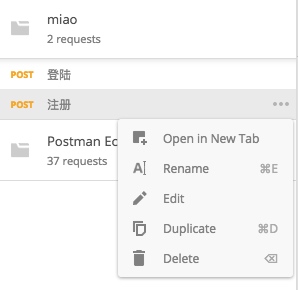 miao
2 requests
POST 登陆
POST 注册
Postman Ec
37 requests
Open in New Tab
Rename ⌘E
Edit
Duplicate ⌘D
Delete ⌫